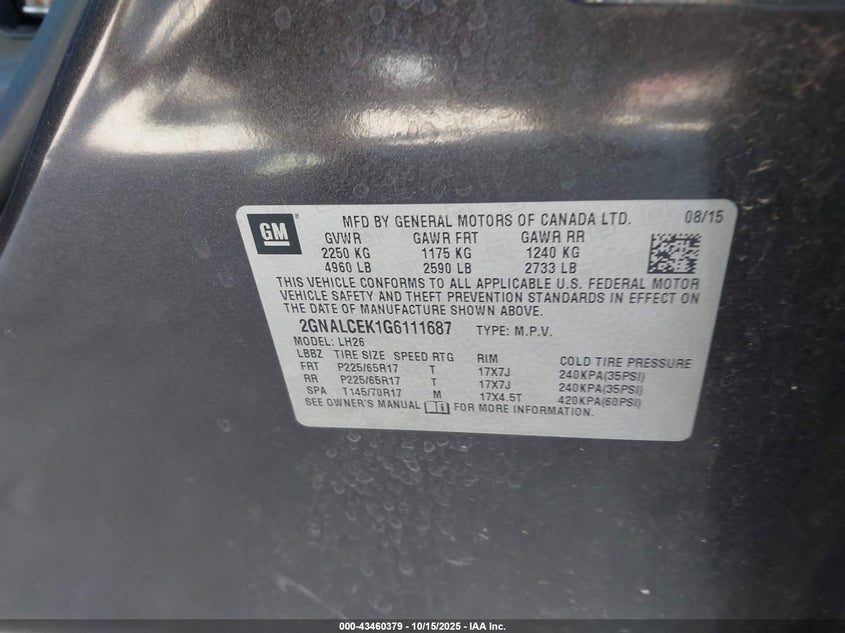 GM
MFD BY GENERAL MOTORS OF CANADA LTD. 08/15
GVWR GAWR FRT GAWR RR
2250 KG 1175 KG 1240 KG
4960 LB 2590 LB 2733 LB
THIS VEHICLE CONFORMS TO ALL APPLICABLE U.S. FEDERAL MOTOR
VEHICLE SAFETY AND THEFT PREVENTION STANDARDS IN EFFECT ON
THE DATE OF MANUFACTURE SHOWN ABOVE.
2GNALCEK1G6111687 TYPE: M.P.V.
MODEL: LH26
LBBZ TIRE SIZE SPEED RTG RIM COLD TIRE PRESSURE
FRT P225/65R17 T 17X7J 240KPA(35PSI)
RR P225/65R17 T 17X7J 240KPA(35PSI)
SPA T145/70R17 M 17X4.5T 420KPA(60PSI)
SEE OWNER'S MANUAL FOR MORE INFORMATION.
000-43460379 - 10/15/2025 - IAA Inc.